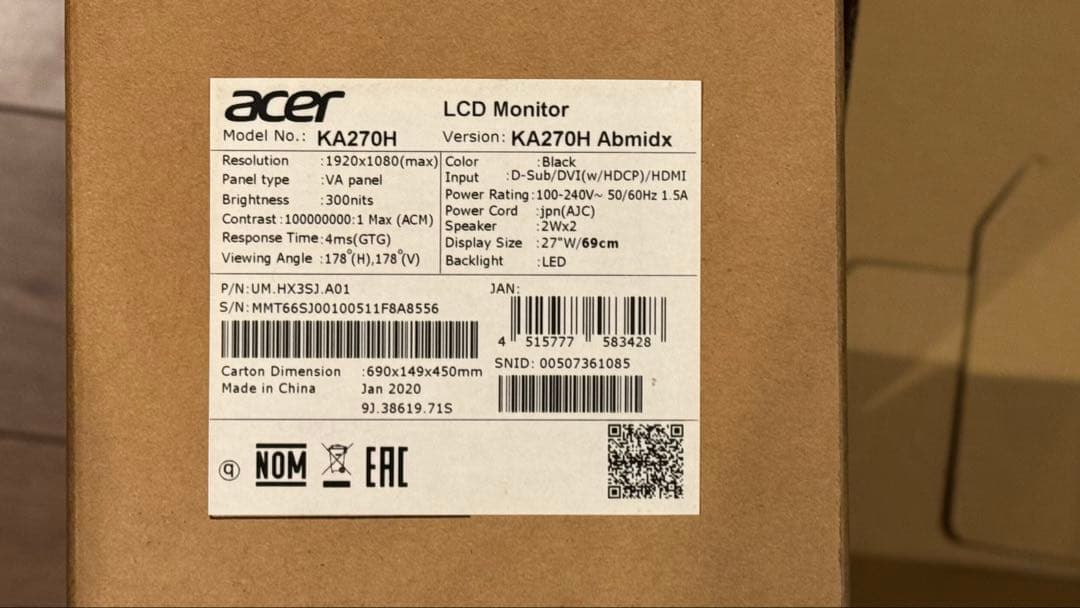 acer
LCD Monitor
Model No.: KA270H
Version: KA270H Abmidx
Resolution :1920x1080(max)
Panel type :VA panel
Brightness :300nits
Contrast :100000000:1 Max (ACM)
Response Time:4ms(GTG)
Viewing Angle :178°(H),178°(V)
Color :Black
Input :D-Sub/DVI(w/HDCP)/HDMI
Power Rating:100-240V~ 50/60Hz 1.5A
Power Cord :jpn(AJC)
Speaker :2Wx2
Display Size :27"W/69cm
Backlight :LED
P/N:UM.HX3SJ.A01
S/N:MMT66SJ00100511F8A8556
JAN:
4 515777 583428
Carton Dimension :690x149x450mm
Made in China Jan 2020
9J.38619.71S
SNID: 00507361085
q NOM EAC